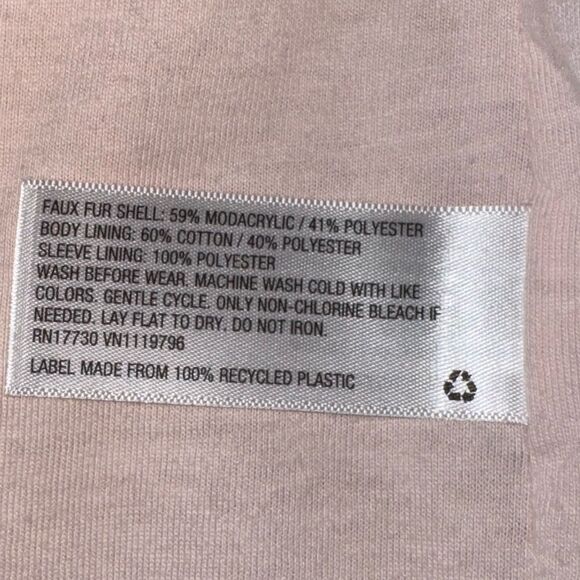 FAUX FUR SHELL: 59% MODACRYLIC / 41% POLYESTER
BODY LINING: 60% COTTON / 40% POLYESTER
SLEEVE LINING: 100% POLYESTER
WASH BEFORE WEAR. MACHINE WASH COLD WITH LIKE
COLORS. GENTLE CYCLE. ONLY NON-CHLORINE BLEACH IF
NEEDED. LAY FLAT TO DRY. DO NOT IRON.
RN17730 VN1119796
LABEL MADE FROM 100% RECYCLED PLASTIC